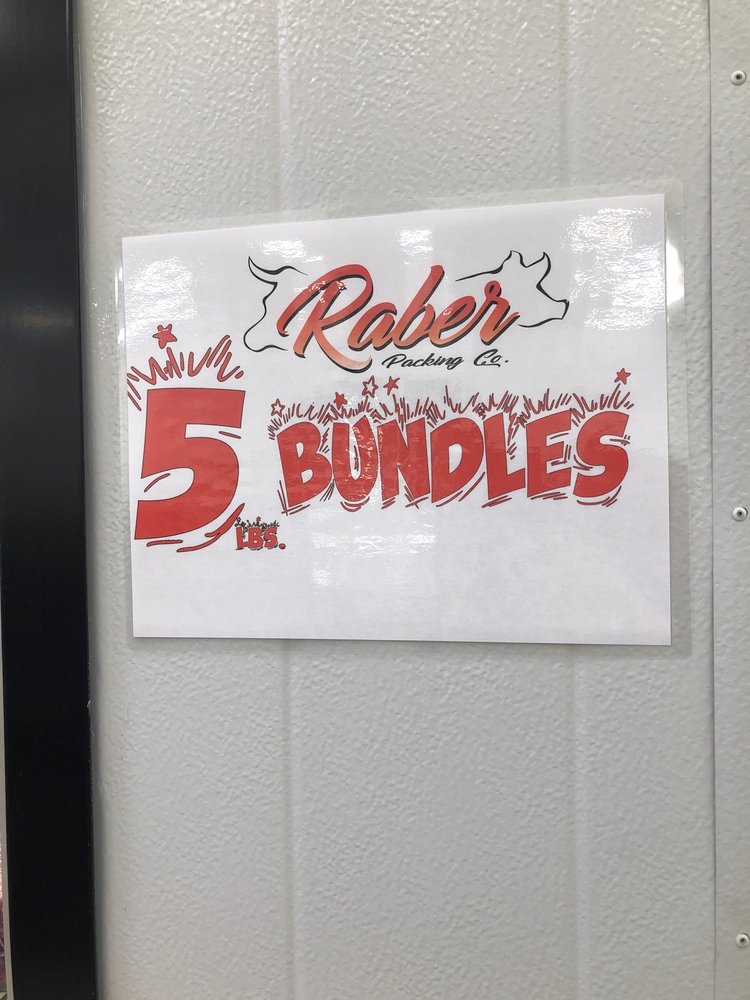 Raber
Packing Co.
5 BUNDLES
LBS.